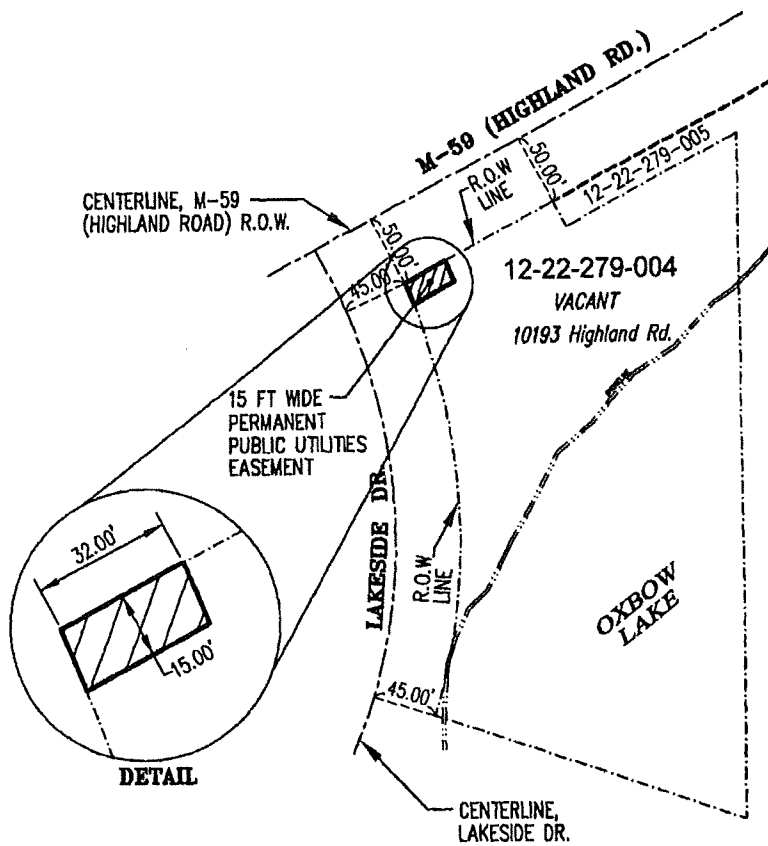 M-59 (HIGHLAND RD.)
CENTERLINE, M-59
(HIGHLAND ROAD) R.O.W.
50.00'
R.O.W
LINE
50.00'
12-22-279-005
45.00'
12-22-279-004
VACANT
10193 Highland Rd.
15 FT WIDE
PERMANENT
PUBLIC UTILITIES
EASEMENT
LAKESIDE DR.
R.O.W
LINE
OXBOW
LAKE
32.00'
15.00'
45.00'
DETAIL
CENTERLINE,
LAKESIDE DR.